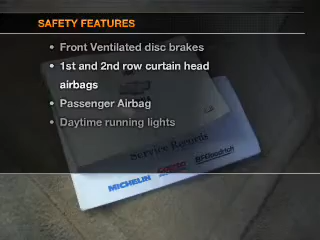 SAFETY FEATURES
• Front Ventilated disc brakes
• 1st and 2nd row curtain head
airbags
• Passenger Airbag
• Daytime running lights
Service Records
MICHELIN
BFGoodrich